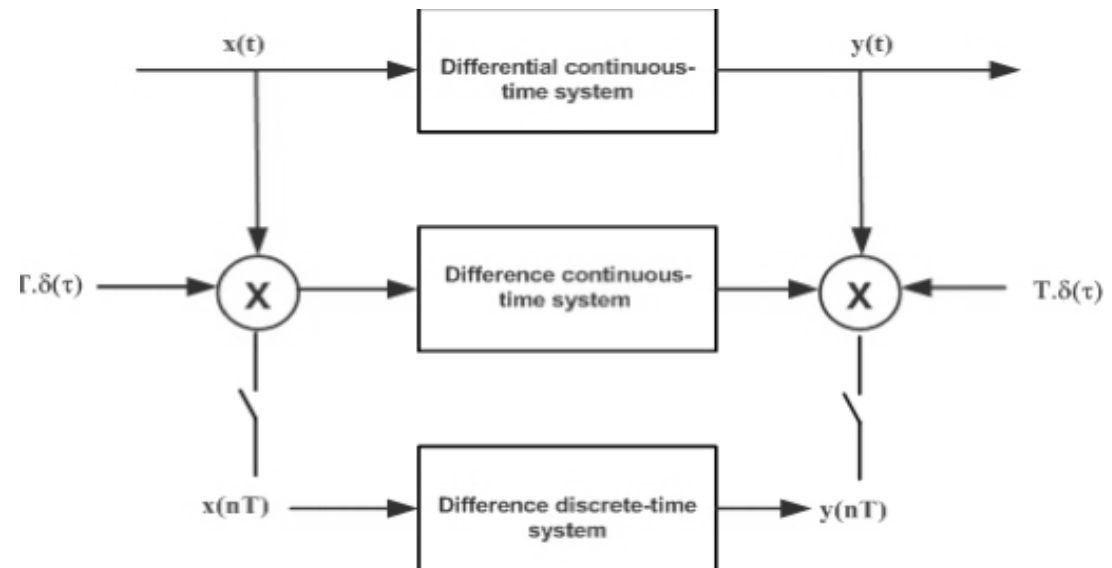 x(t)
y(t)
Differential continuous-
time system
T.δ(τ)
X
Difference continuous-
time system
X
T.δ(τ)
x(nT)
Difference discrete-time
system
y(nT)